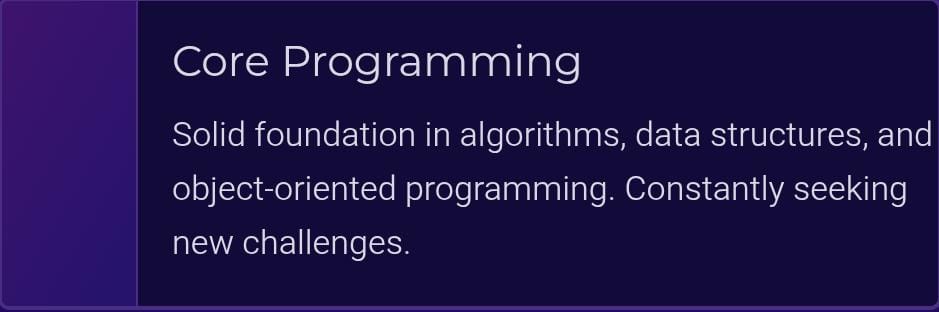 Core Programming
Solid foundation in algorithms, data structures, and
object-oriented programming. Constantly seeking
new challenges.